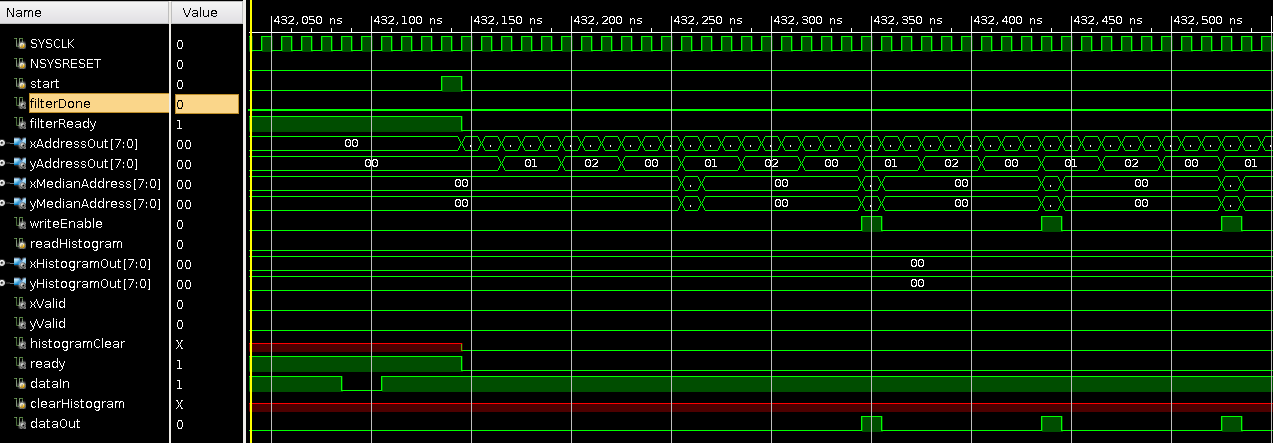 Name Value
432,050 ns 432,100 ns 432,150 ns 432,200 ns 432,250 ns 432,300 ns 432,350 ns 432,400 ns 432,450 ns 432,500 ns
SYSCLK 0
NSYSRESET 0
start 0
filterDone 0
filterReady 1
xAddressOut[7:0] 00 00
yAddressOut[7:0] 00 00 01 02 00 01 02 00 01 02 00 01 02 00 01
xMedianAddress[7:0] 00 00 00 00 00
yMedianAddress[7:0] 00 00 00 00 00
writeEnable 0
readHistogram 0
xHistogramOut[7:0] 00 00
yHistogramOut[7:0] 00 00
xValid 0
yValid 0
histogramClear X
ready 1
dataIn 1
clearHistogram X
dataOut 0